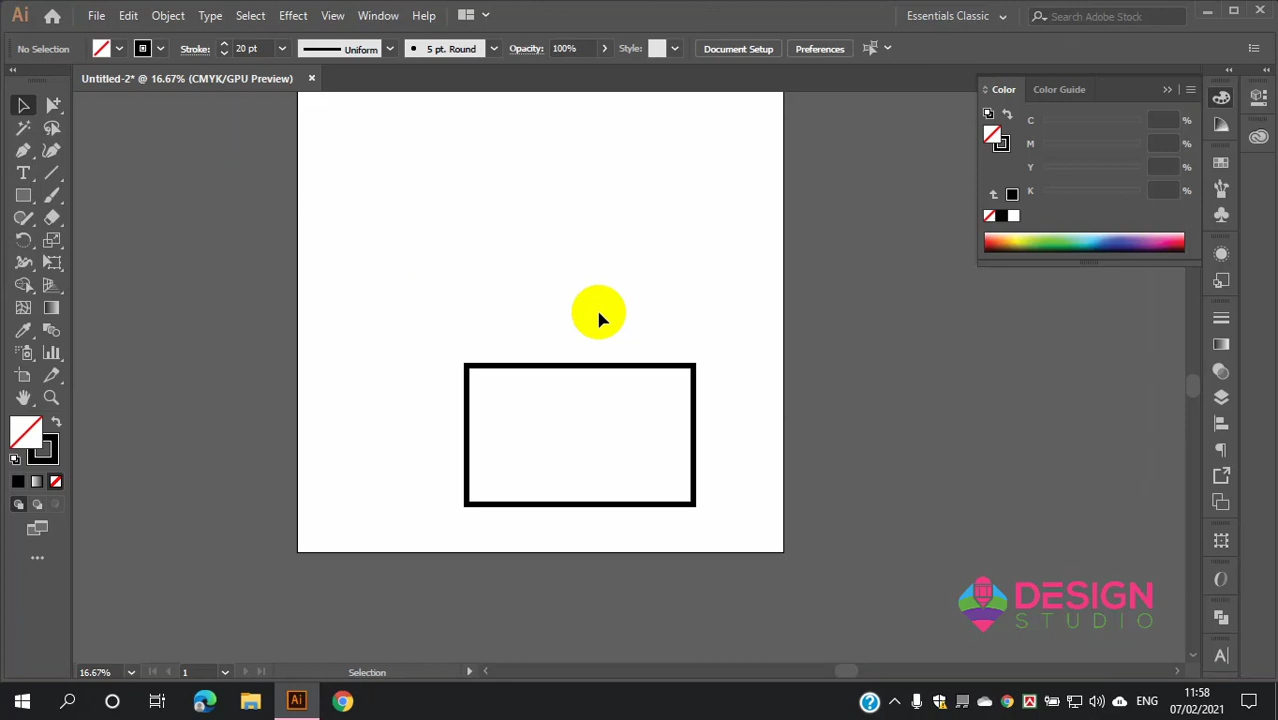 Ai File Edit Object Type Select Effect View Window Help Essentials Classic Search Adobe Stock
No Selection Stroke: 20 pt Uniform 5 pt. Round Opacity: 100% Style: Document Setup Preferences
Untitled-2* @ 16.67% (CMYK/GPU Preview)
Color Color Guide
C %
M %
Y %
K %
DESIGN
STUDIO
16.67% 1 Selection
Ai ENG 11:58
07/02/2021